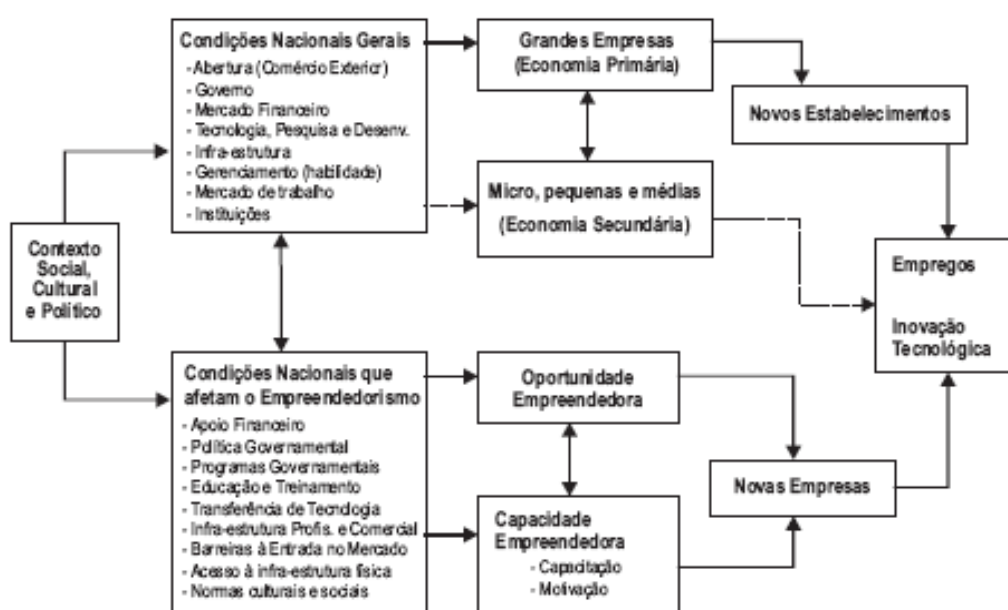 Contexto
Social,
Cultural
e Político
Condições Nacionais Gerais
- Abertura (Comércio Exterior)
- Governo
- Mercado Financeiro
- Tecnologia, Pesquisa e Desenv.
- Infra-estrutura
- Gerenciamento (habilidade)
- Mercado de trabalho
- Instituições
Condições Nacionais que
afetam o Empreendedorismo
- Apoio Financeiro
- Política Governamental
- Programas Governamentais
- Educação e Treinamento
- Transferência de Tecnologia
- Infra-estrutura Profis. e Comercial
- Barreiras à Entrada no Mercado
- Acesso à infra-estrutura física
- Normas culturais e sociais
Grandes Empresas
(Economia Primária)
Micro, pequenas e médias
(Economia Secundária)
Oportunidade
Empreendedora
Capacidade
Empreendedora
- Capacitação
- Motivação
Novos Estabelecimentos
Novas Empresas
Empregos
Inovação
Tecnológica